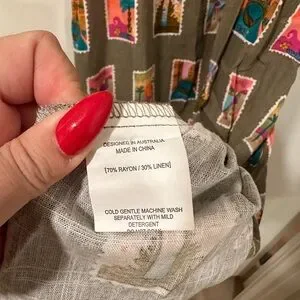 DESIGNED IN AUSTRALIA
MADE IN CHINA
[70% RAYON / 30% LINEN]
COLD GENTLE MACHINE WASH
SEPARATELY WITH MILD
DETERGENT